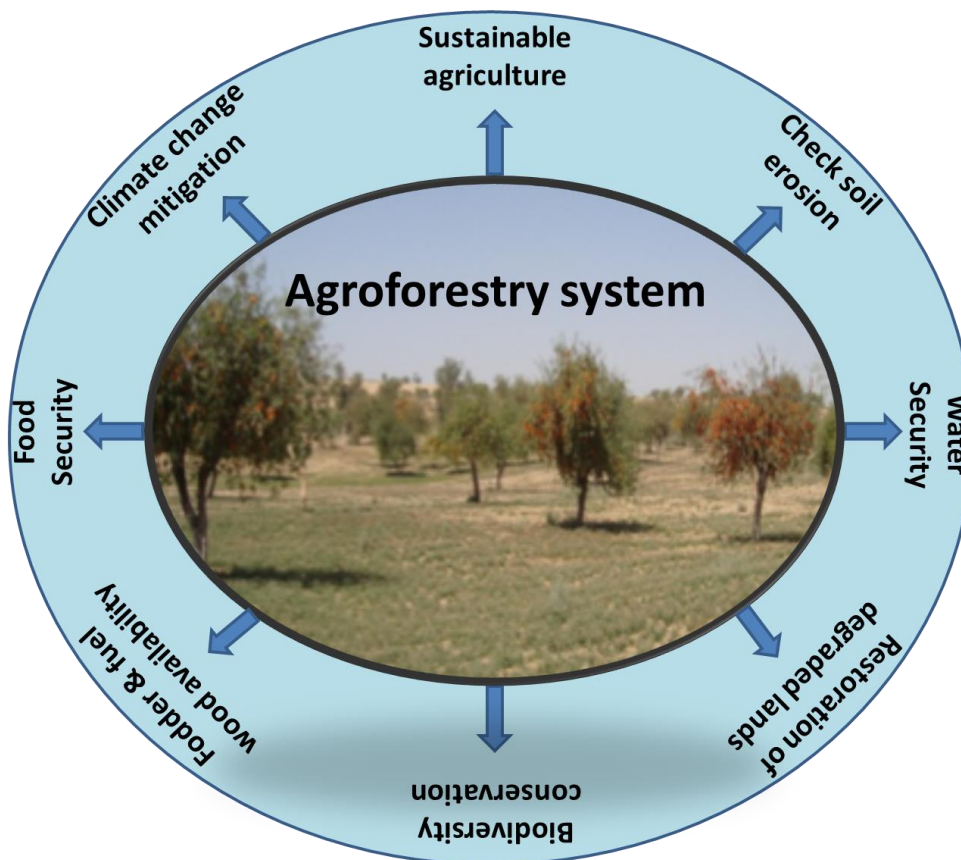 Sustainable
agriculture
Check soil
erosion
Water
Security
Restoration of
degraded lands
Biodiversity
conservation
Fodder & fuel
wood availability
Food
Security
Climate change
mitigation
Agroforestry system